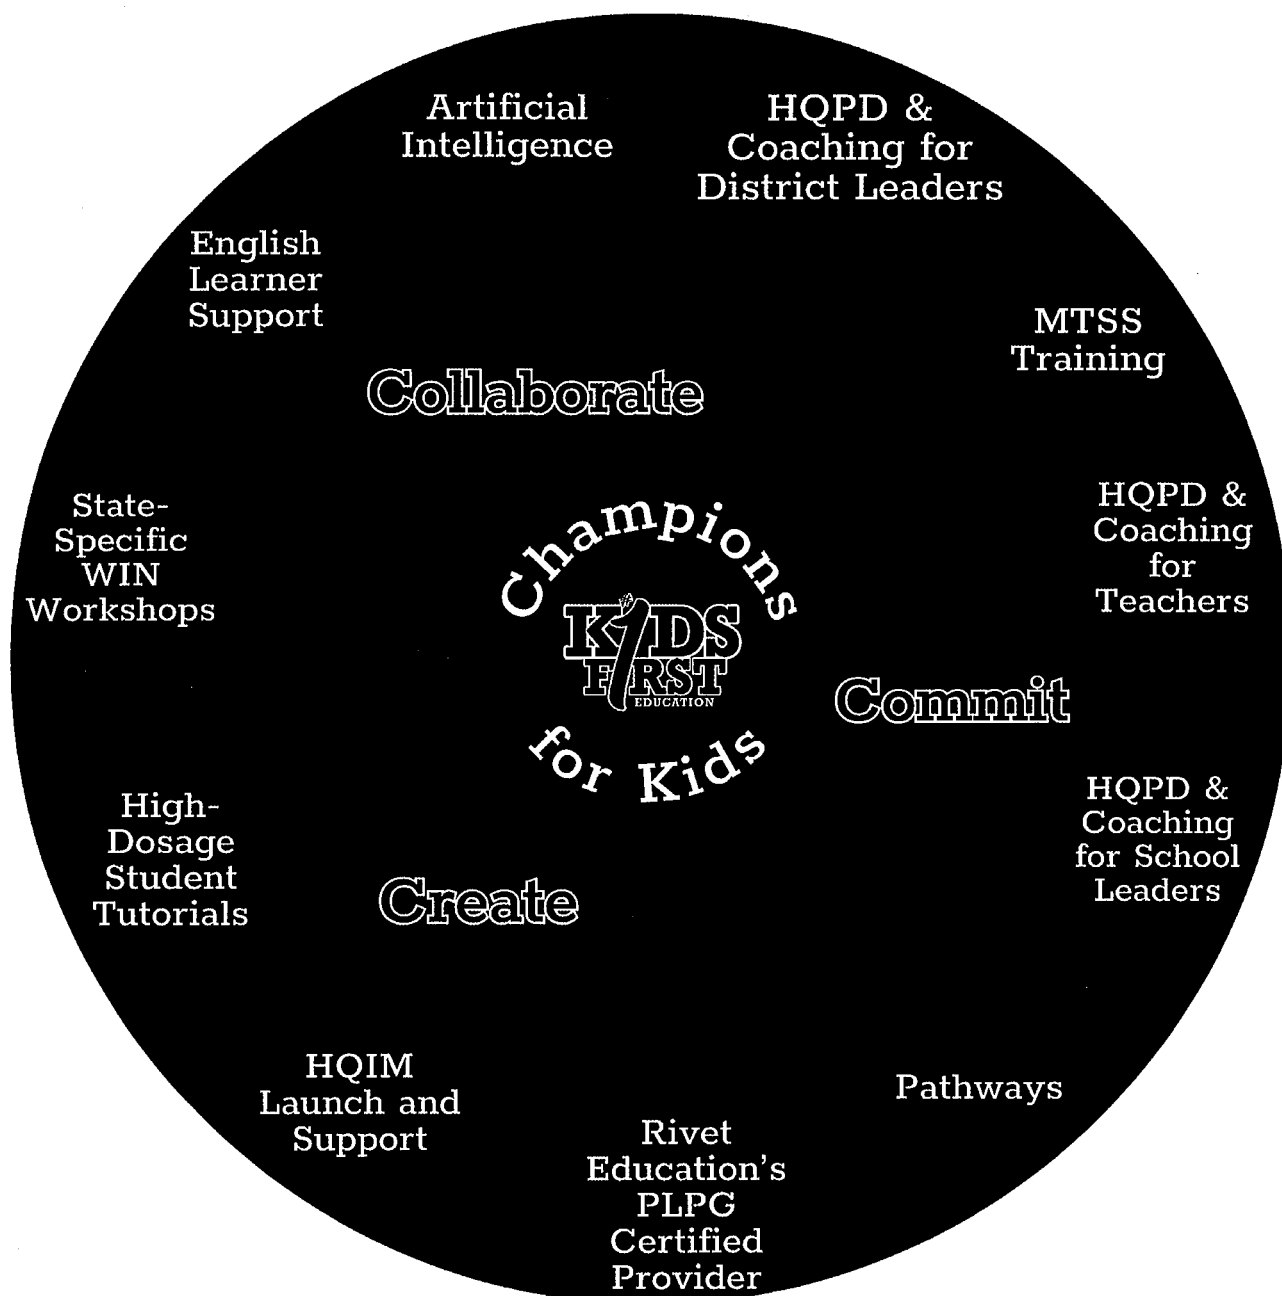 Artificial
Intelligence
HQPD &
Coaching for
District Leaders
English
Learner
Support
MTSS
Training
Collaborate
State-
Specific
WIN
Workshops
HQPD &
Coaching
for
Teachers
Champions
KIDS
FIRST
EDUCATION
for Kids
Commit
High-
Dosage
Student
Tutorials
HQPD &
Coaching
for School
Leaders
Create
HQIM
Launch and
Support
Pathways
Rivet
Education's
PLPG
Certified
Provider